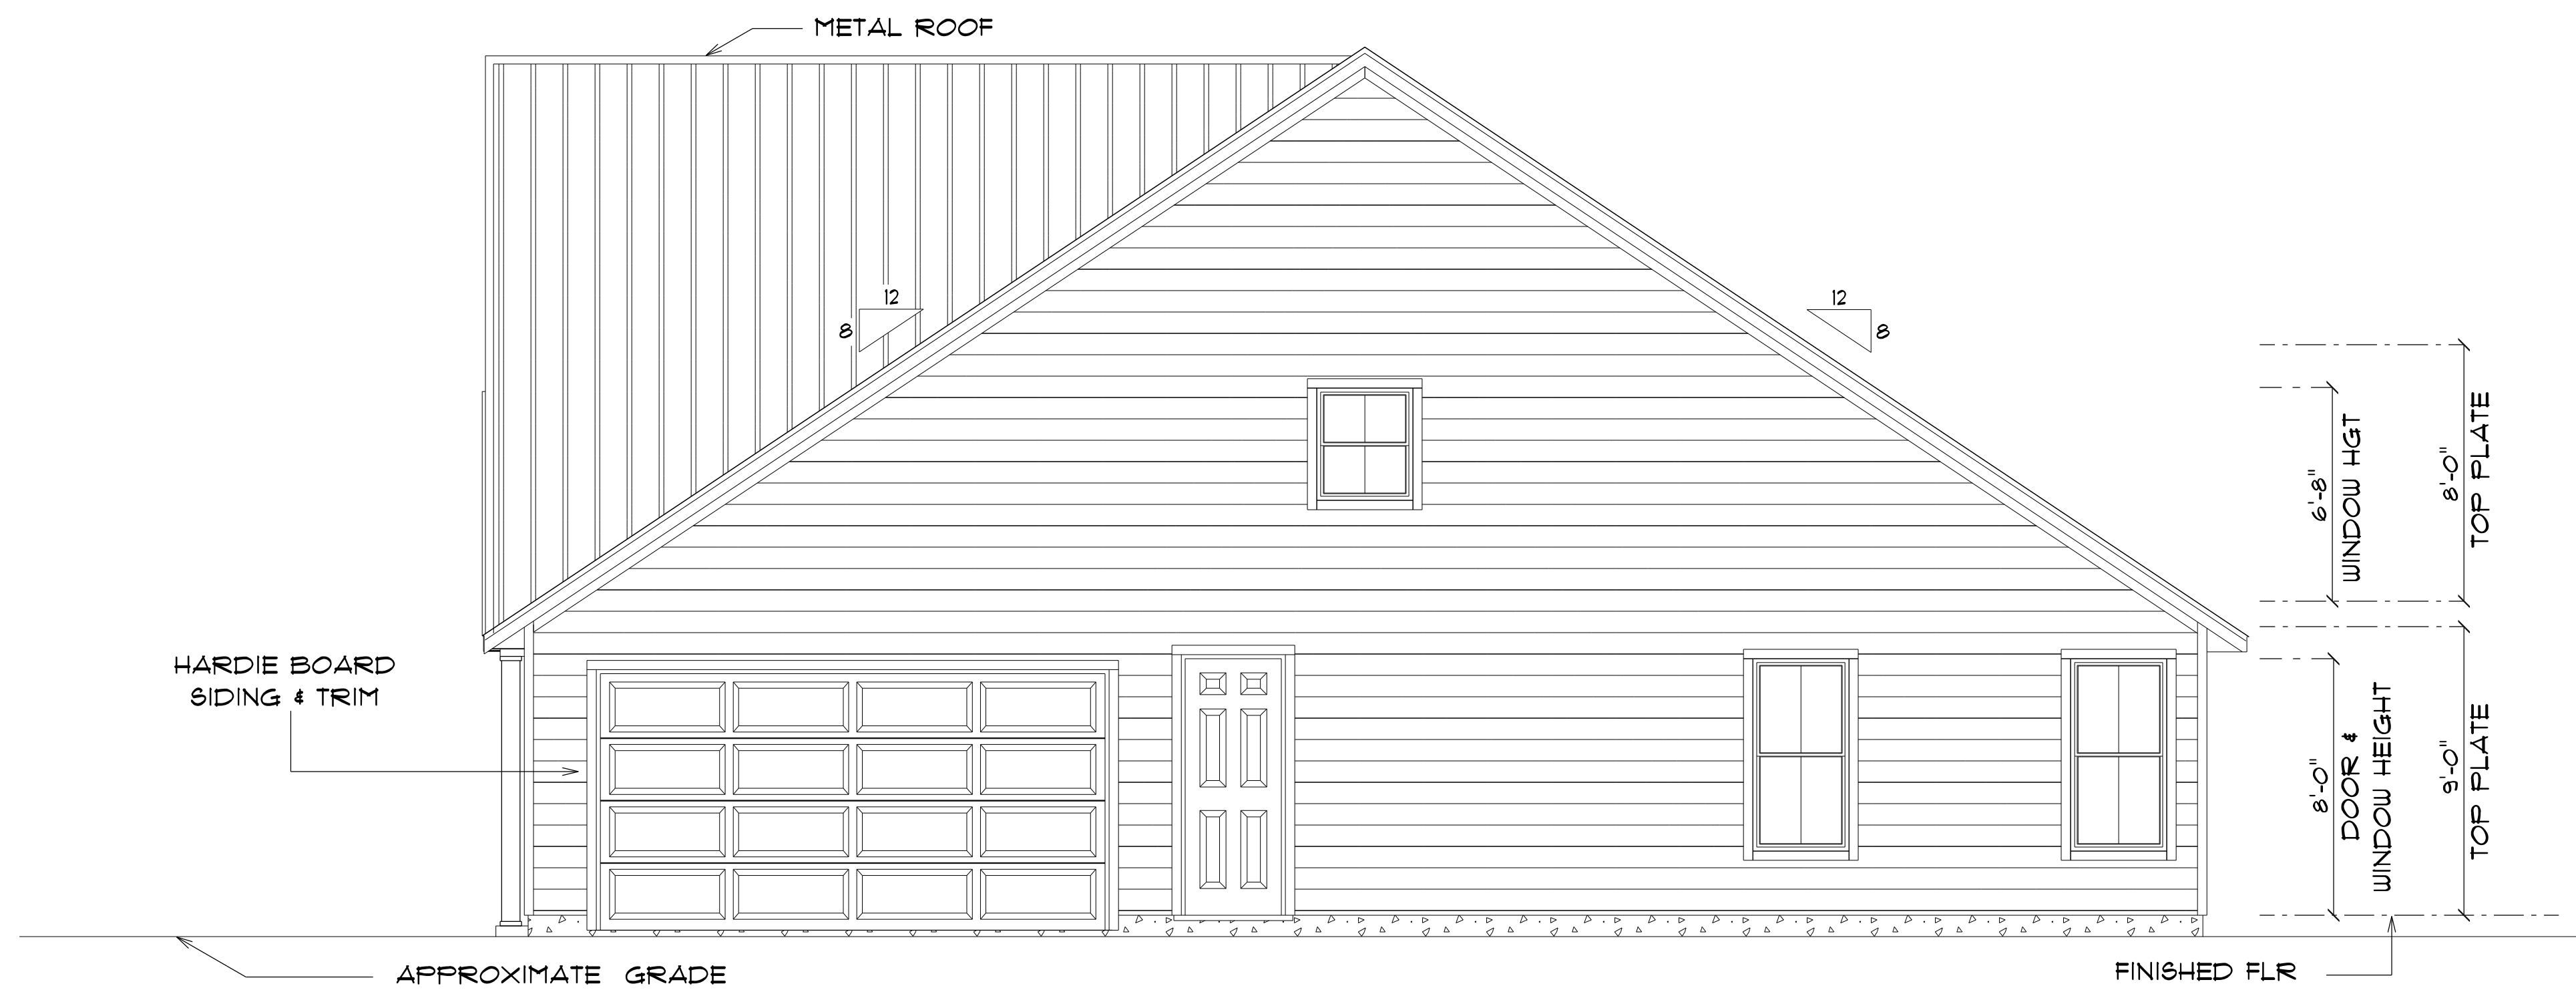 METAL ROOF
12
8
12
8
6'-8"
WINDOW HGT
8'-0"
TOP PLATE
HARDIE BOARD
SIDING & TRIM
8'-0"
DOOR &
WINDOW HEIGHT
9'-0"
TOP PLATE
APPROXIMATE GRADE
FINISHED FLR